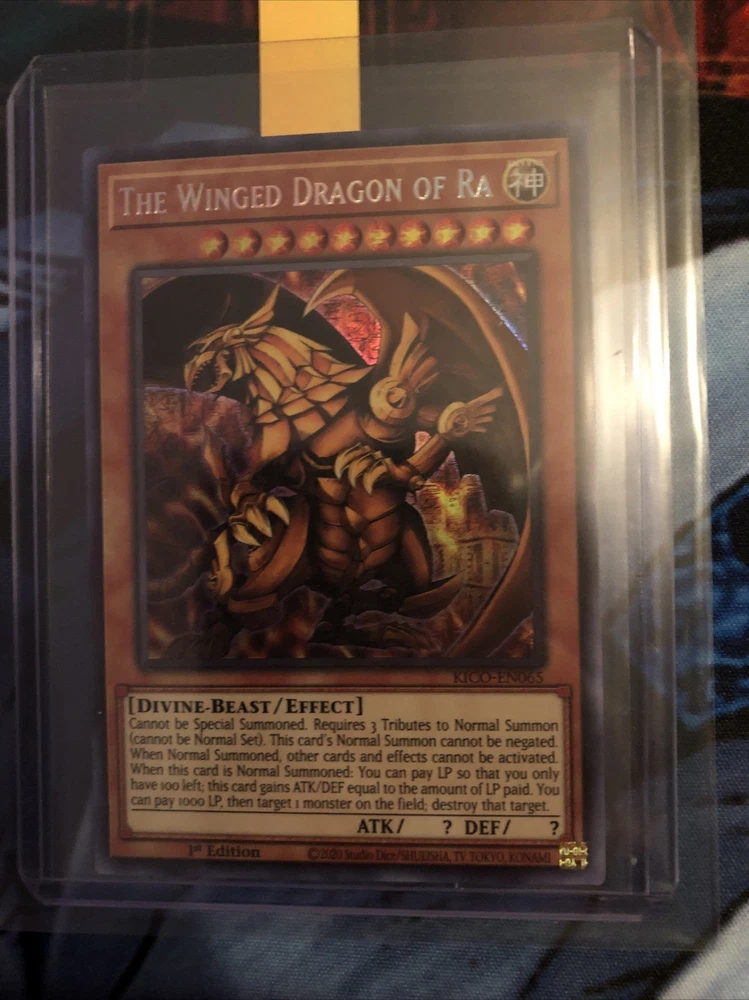 THE WINGED DRAGON OF RA
神
KICO-EN065
[DIVINE-BEAST/EFFECT]
Cannot be Special Summoned. Requires 3 Tributes to Normal Summon
(cannot be Normal Set). This card's Normal Summon cannot be negated.
When Normal Summoned, other cards and effects cannot be activated.
When this card is Normal Summoned: You can pay LP so that you only
have 100 left; this card gains ATK/DEF equal to the amount of LP paid. You
can pay 1000 LP, then target 1 monster on the field; destroy that target.
ATK/ ? DEF/ ?
1st Edition ©2020 Studio Dice/SHUEISHA, TV TOKYO, KONAMI